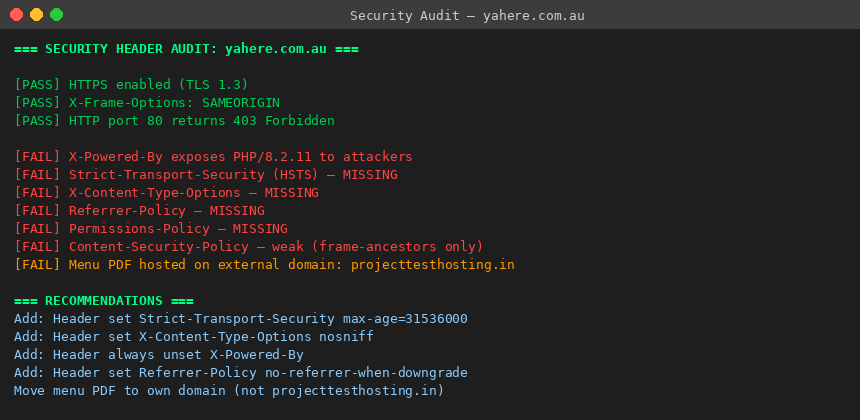 Security Audit — yahere.com.au
=== SECURITY HEADER AUDIT: yahere.com.au ===
[PASS] HTTPS enabled (TLS 1.3)
[PASS] X-Frame-Options: SAMEORIGIN
[PASS] HTTP port 80 returns 403 Forbidden
[FAIL] X-Powered-By exposes PHP/8.2.11 to attackers
[FAIL] Strict-Transport-Security (HSTS) — MISSING
[FAIL] X-Content-Type-Options — MISSING
[FAIL] Referrer-Policy — MISSING
[FAIL] Permissions-Policy — MISSING
[FAIL] Content-Security-Policy — weak (frame-ancestors only)
[FAIL] Menu PDF hosted on external domain: projecttesthosting.in
=== RECOMMENDATIONS ===
Add: Header set Strict-Transport-Security max-age=31536000
Add: Header set X-Content-Type-Options nosniff
Add: Header always unset X-Powered-By
Add: Header set Referrer-Policy no-referrer-when-downgrade
Move menu PDF to own domain (not projecttesthosting.in)